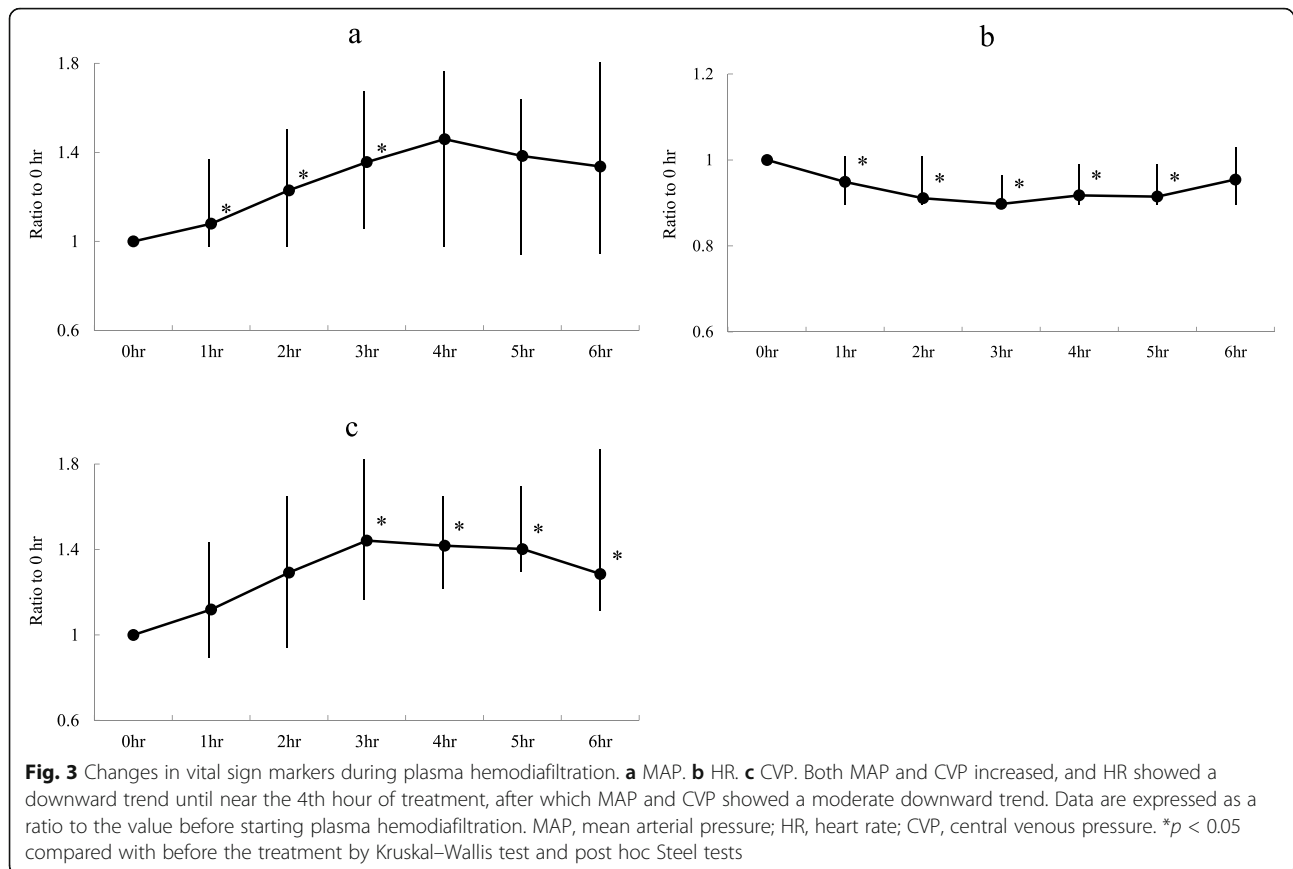 a
1.8
1.4
1
0.6
Ratio to 0 hr
*
*
*
0hr 1hr 2hr 3hr 4hr 5hr 6hr
b
1.2
1
0.8
0.6
Ratio to 0 hr
*
*
*
*
*
0hr 1hr 2hr 3hr 4hr 5hr 6hr
c
1.8
1.4
1
0.6
Ratio to 0 hr
*
*
*
*
0hr 1hr 2hr 3hr 4hr 5hr 6hr
Fig. 3 Changes in vital sign markers during plasma hemodiafiltration. a MAP. b HR. c CVP. Both MAP and CVP increased, and HR showed a
downward trend until near the 4th hour of treatment, after which MAP and CVP showed a moderate downward trend. Data are expressed as a
ratio to the value before starting plasma hemodiafiltration. MAP, mean arterial pressure; HR, heart rate; CVP, central venous pressure. *p < 0.05
compared with before the treatment by Kruskal–Wallis test and post hoc Steel tests